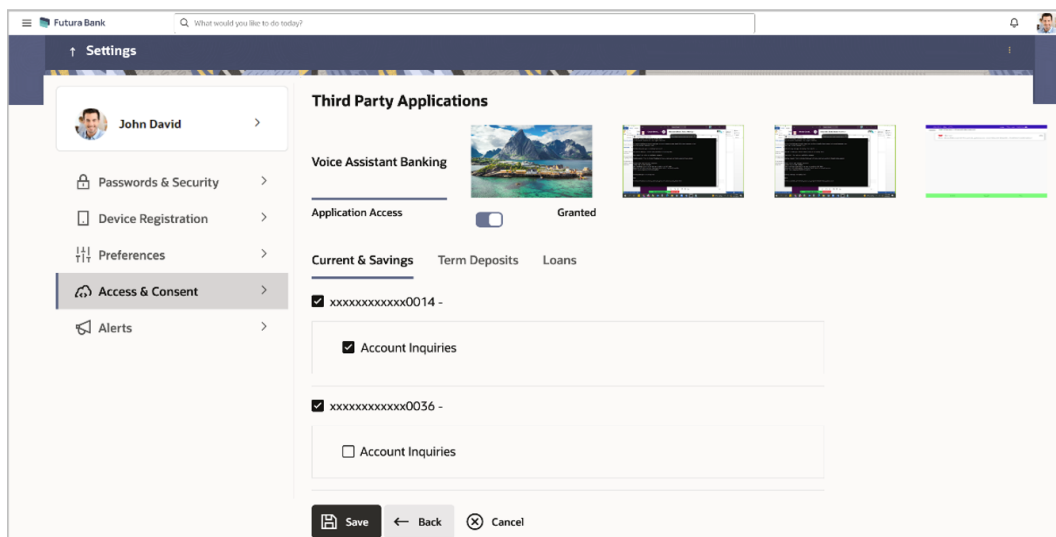 Futura Bank
What would you like to do today?
Settings
John David
Passwords & Security
Device Registration
Preferences
Access & Consent
Alerts
Third Party Applications
Voice Assistant Banking
Application Access
Granted
Current & Savings Term Deposits Loans
xxxxxxxxxxxx0014 -
Account Inquiries
xxxxxxxxxxxx0036 -
Account Inquiries
Save Back Cancel